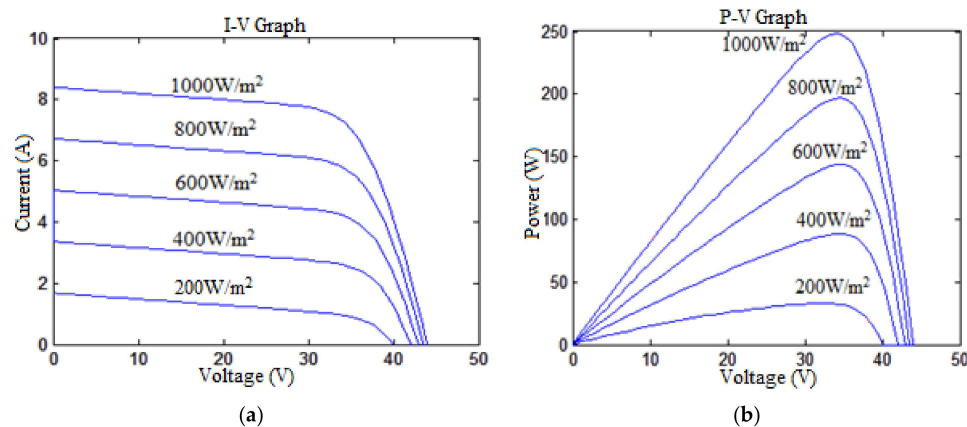 I-V Graph
10
8
6
4
2
0
0
10
20
30
40
50
Current (A)
Voltage (V)
1000W/m²
800W/m²
600W/m²
400W/m²
200W/m²
(a)
P-V Graph
250
200
150
100
50
0
0
10
20
30
40
50
Power (W)
Voltage (V)
1000W/m²
800W/m²
600W/m²
400W/m²
200W/m²
(b)